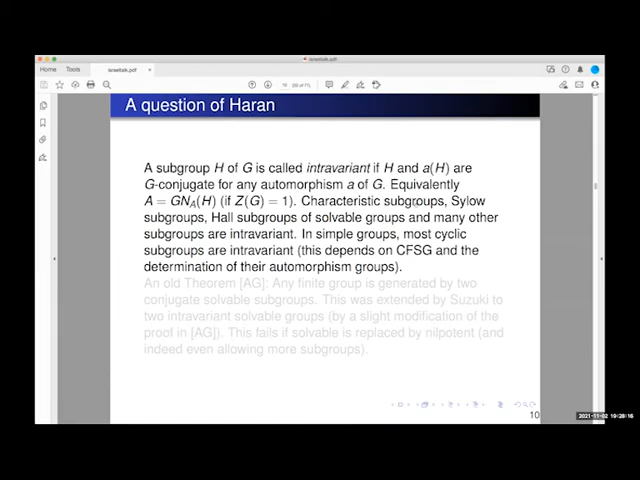 israeltalk.pdf
Home Tools israeltalk.pdf
A question of Haran
A subgroup H of G is called intravariant if H and a(H) are
G-conjugate for any automorphism a of G. Equivalently
A = GN_A(H) (if Z(G) = 1). Characteristic subgroups, Sylow
subgroups, Hall subgroups of solvable groups and many other
subgroups are intravariant. In simple groups, most cyclic
subgroups are intravariant (this depends on CFSG and the
determination of their automorphism groups).
An old Theorem [AG]: Any finite group is generated by two
conjugate solvable subgroups. This was extended by Suzuki to
two intravariant solvable groups (by a slight modification of the
proof in [AG]). This fails if solvable is replaced by nilpotent (and
indeed even allowing more subgroups).
10
2021-11-02 19:28:16